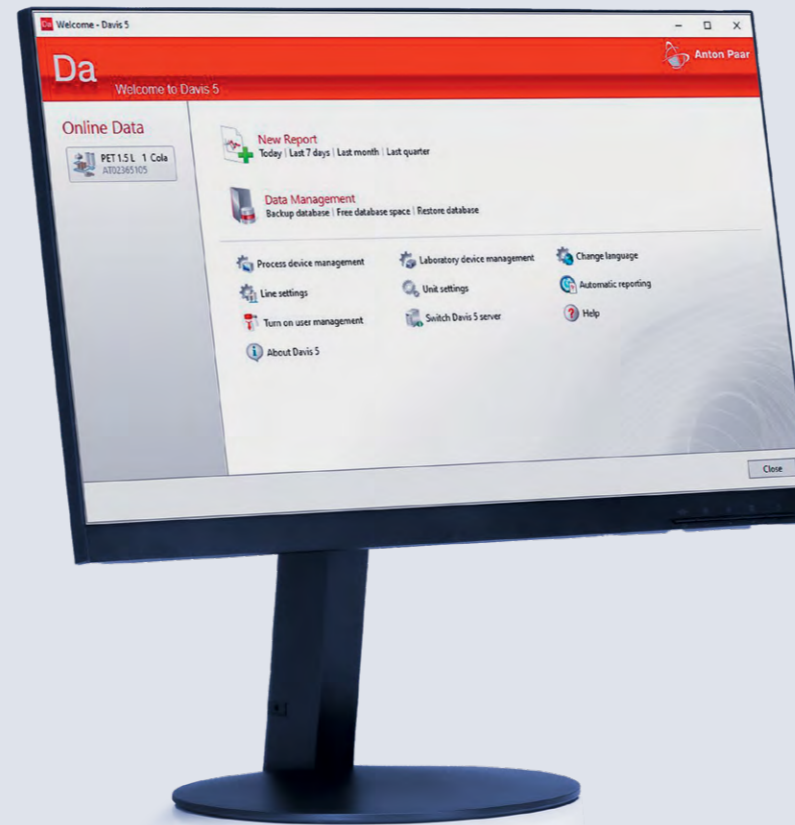 Da Welcome - Davis 5
Anton Paar
Da
Welcome to Davis 5
Online Data
PET 1.5 L 1 Cola
AT02365105
New Report
Today | Last 7 days | Last month | Last quarter
Data Management
Backup database | Free database space | Restore database
Process device management
Laboratory device management
Change language
Line settings
Unit settings
Automatic reporting
Turn on user management
Switch Davis 5 server
Help
About Davis 5
Close